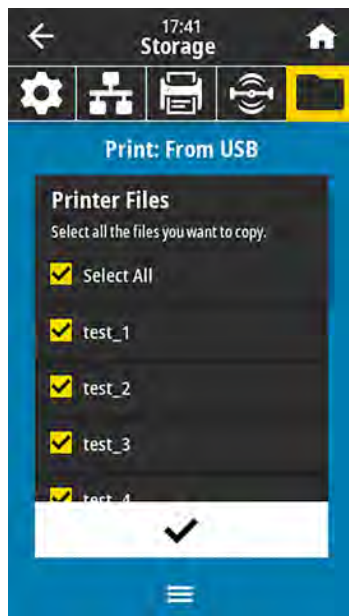 17:41
Storage
Print: From USB
Printer Files
Select all the files you want to copy.
Select All
test_1
test_2
test_3
test_4